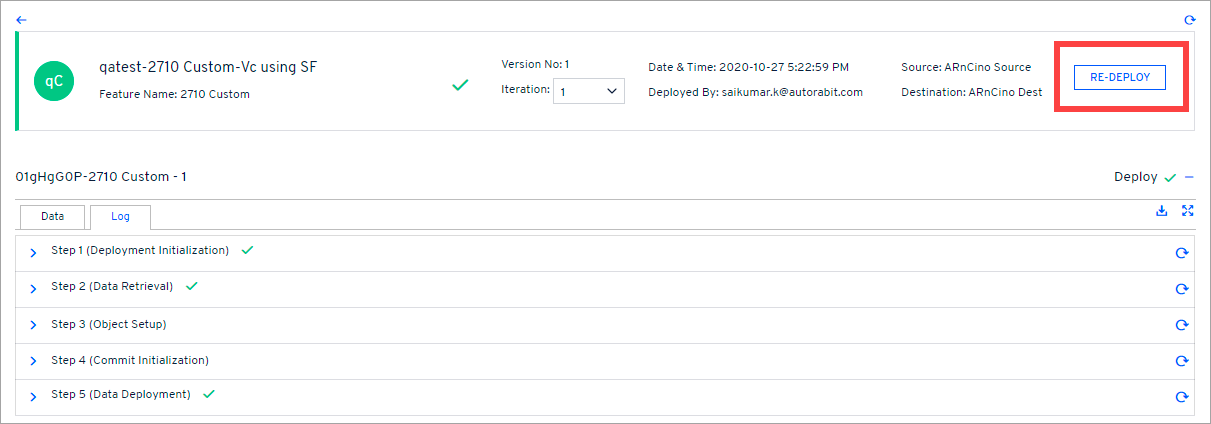 qC
qatest-2710 Custom-Vc using SF
Feature Name: 2710 Custom
Version No: 1
Iteration: 1
Date & Time: 2020-10-27 5:22:59 PM
Deployed By: saikumar.k@autorabit.com
Source: ARnCino Source
Destination: ARnCino Dest
RE-DEPLOY
01gHgG0P-2710 Custom - 1
Deploy
Data
Log
Step 1 (Deployment Initialization)
Step 2 (Data Retrieval)
Step 3 (Object Setup)
Step 4 (Commit Initialization)
Step 5 (Data Deployment)